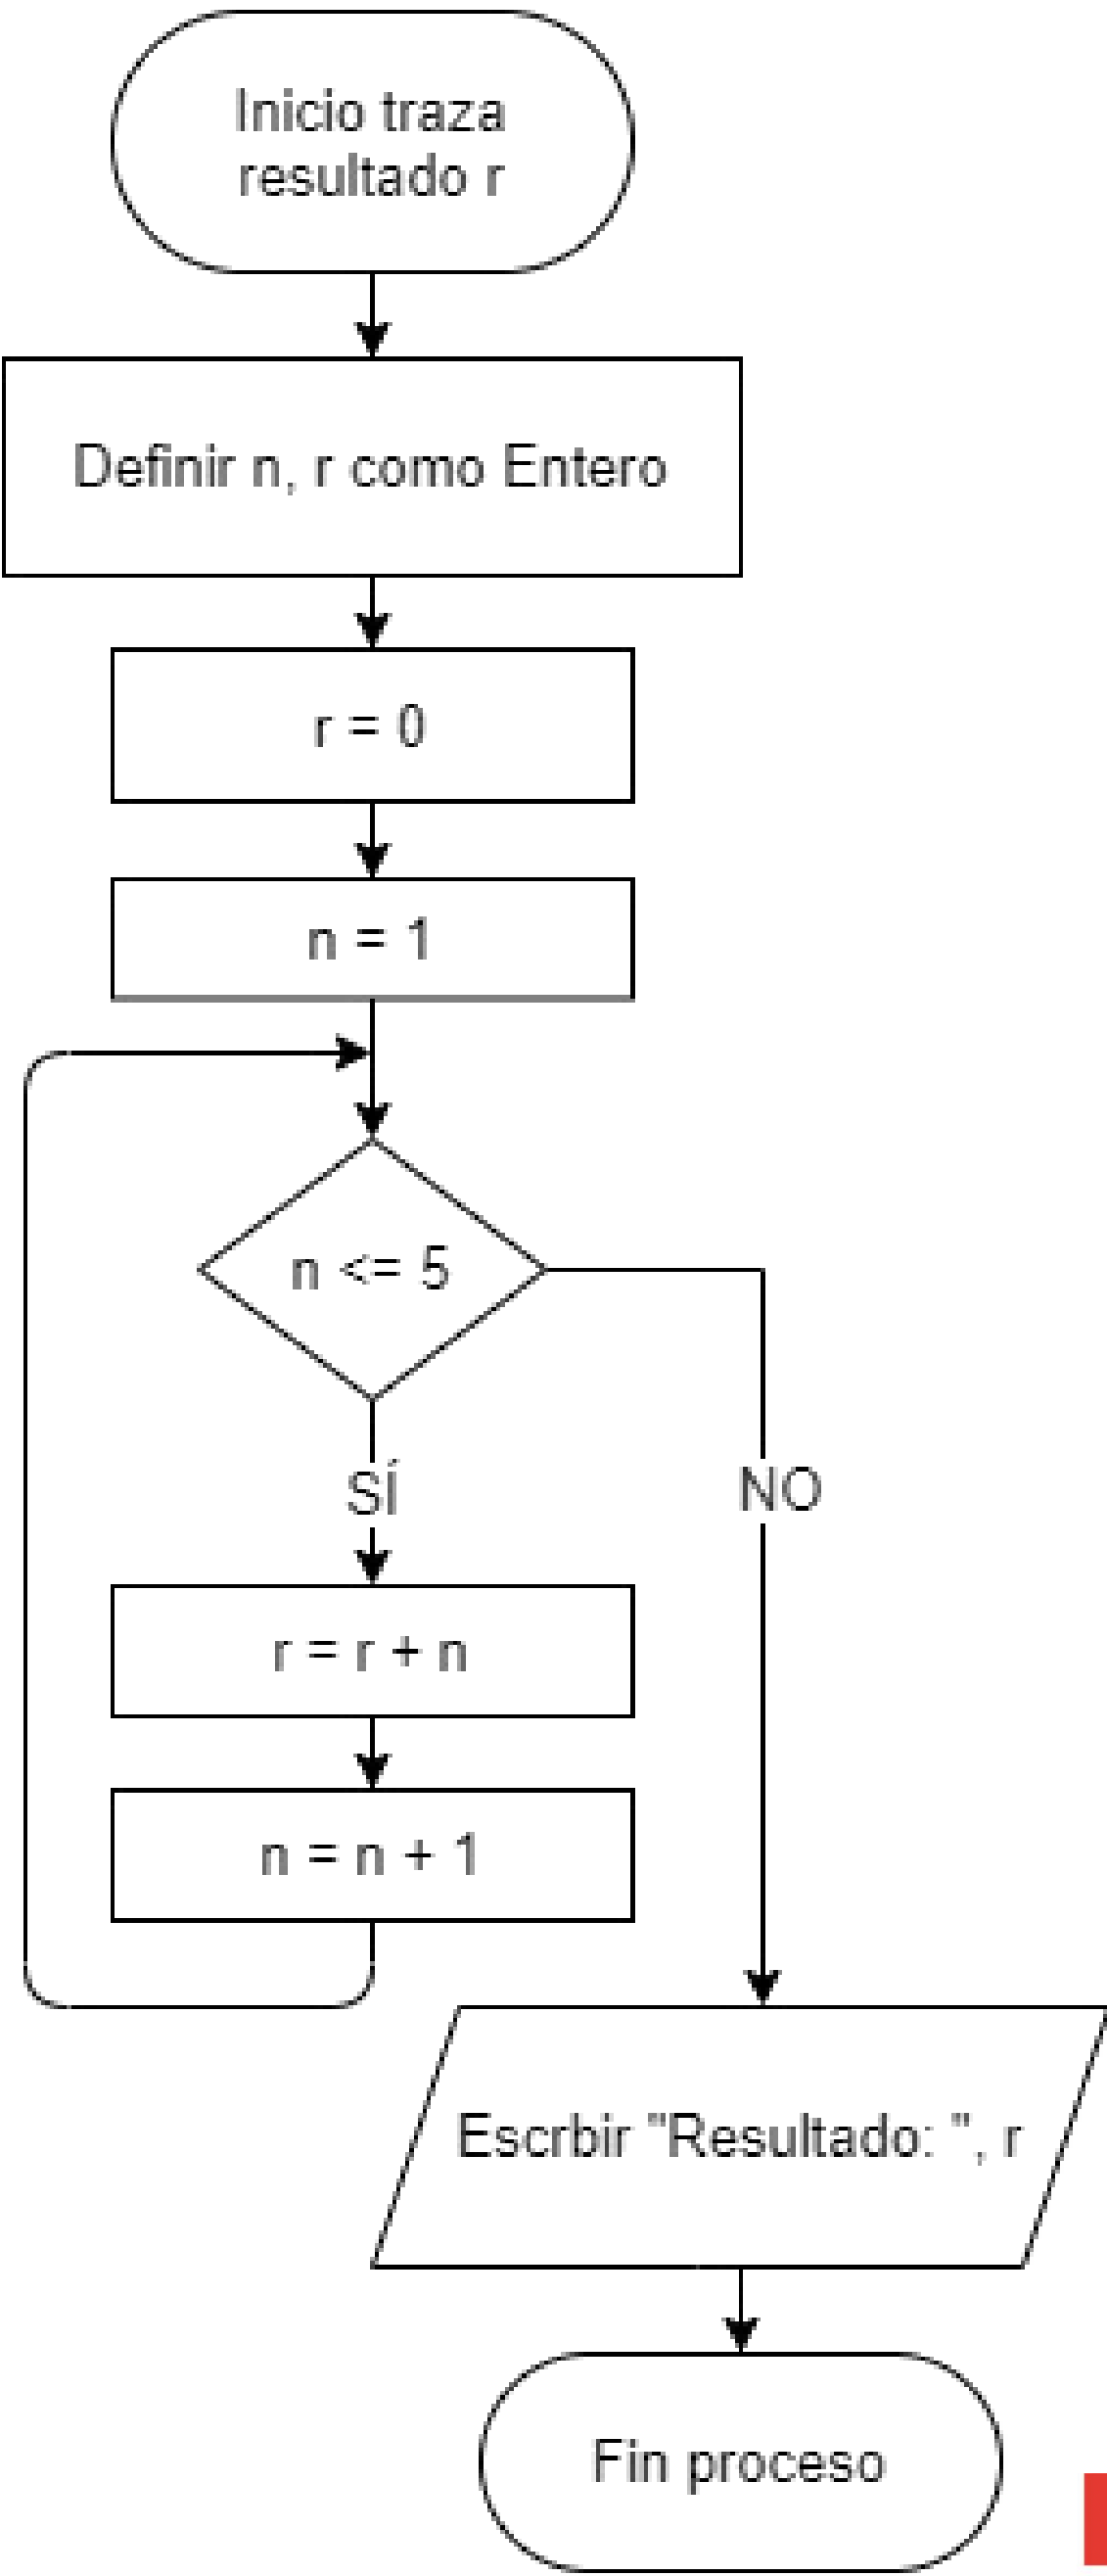 Inicio traza
resultado r
Definir n, r como Entero
r = 0
n = 1
n <= 5
SÍ
NO
r = r + n
n = n + 1
Escrbir "Resultado: ", r
Fin proceso